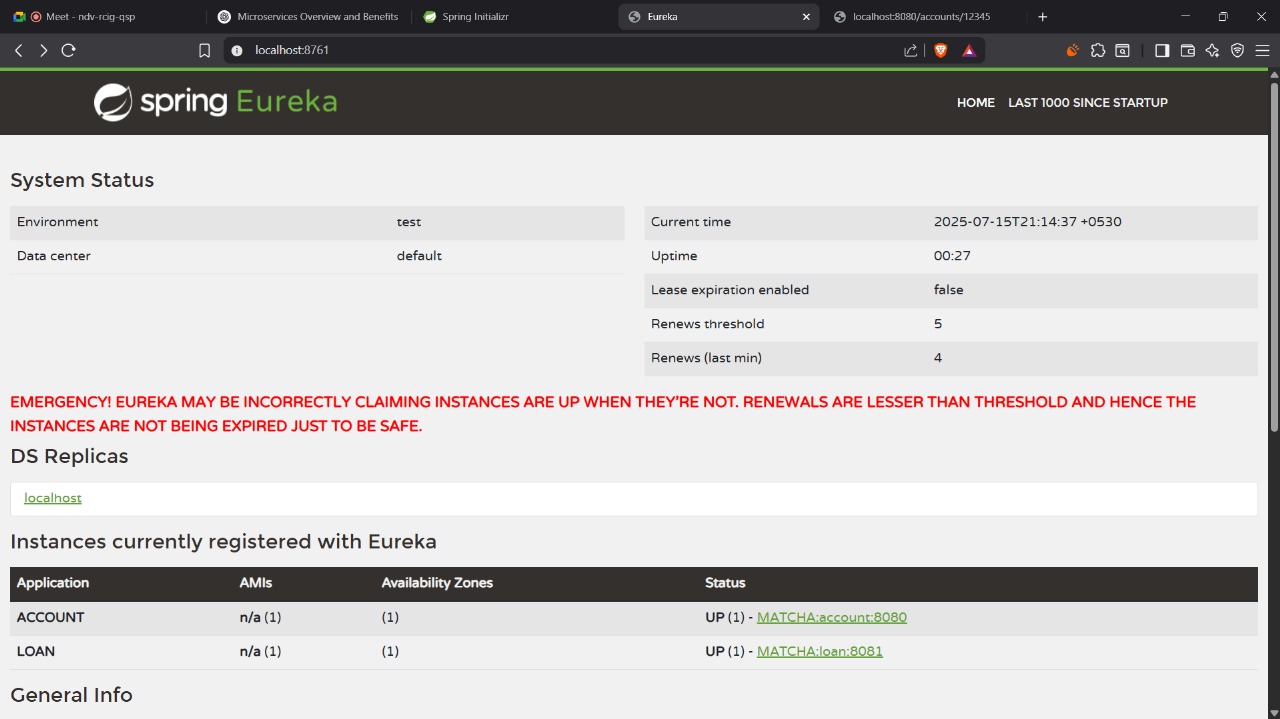 Meet - ndv-rcig-qsp
Microservices Overview and Benefits
Spring Initializr
Eureka
localhost:8080/accounts/12345
localhost:8761
spring Eureka
HOME
LAST 1000 SINCE STARTUP
System Status
Environment test
Data center default
Current time 2025-07-15T21:14:37 +0530
Uptime 00:27
Lease expiration enabled false
Renews threshold 5
Renews (last min) 4
EMERGENCY! EUREKA MAY BE INCORRECTLY CLAIMING INSTANCES ARE UP WHEN THEY'RE NOT. RENEWALS ARE LESSER THAN THRESHOLD AND HENCE THE
INSTANCES ARE NOT BEING EXPIRED JUST TO BE SAFE.
DS Replicas
localhost
Instances currently registered with Eureka
Application AMIs Availability Zones Status
ACCOUNT n/a (1) (1) UP (1) - MATCHA:account:8080
LOAN n/a (1) (1) UP (1) - MATCHA:loan:8081
General Info